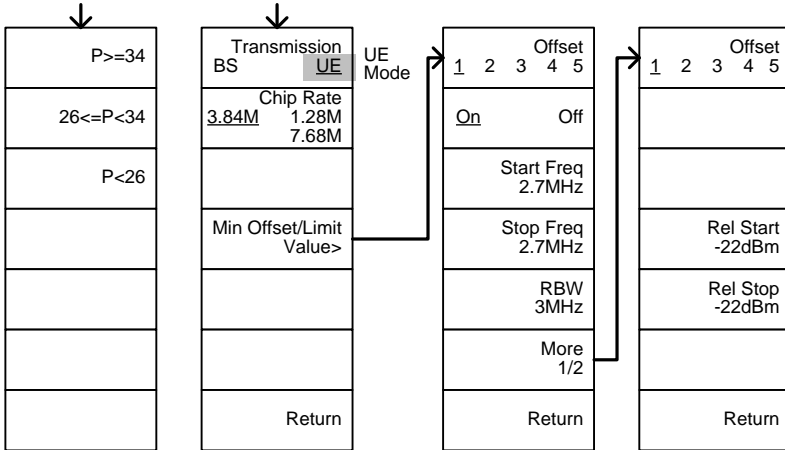 P>=34
26<=P<34
P<26
Transmission
BS UE
UE
Mode
Chip Rate
3.84M 1.28M
7.68M
Min Offset/Limit
Value>
Return
Offset
1 2 3 4 5
On Off
Start Freq
2.7MHz
Stop Freq
2.7MHz
RBW
3MHz
More
1/2
Return
Offset
1 2 3 4 5
Rel Start
-22dBm
Rel Stop
-22dBm
Return